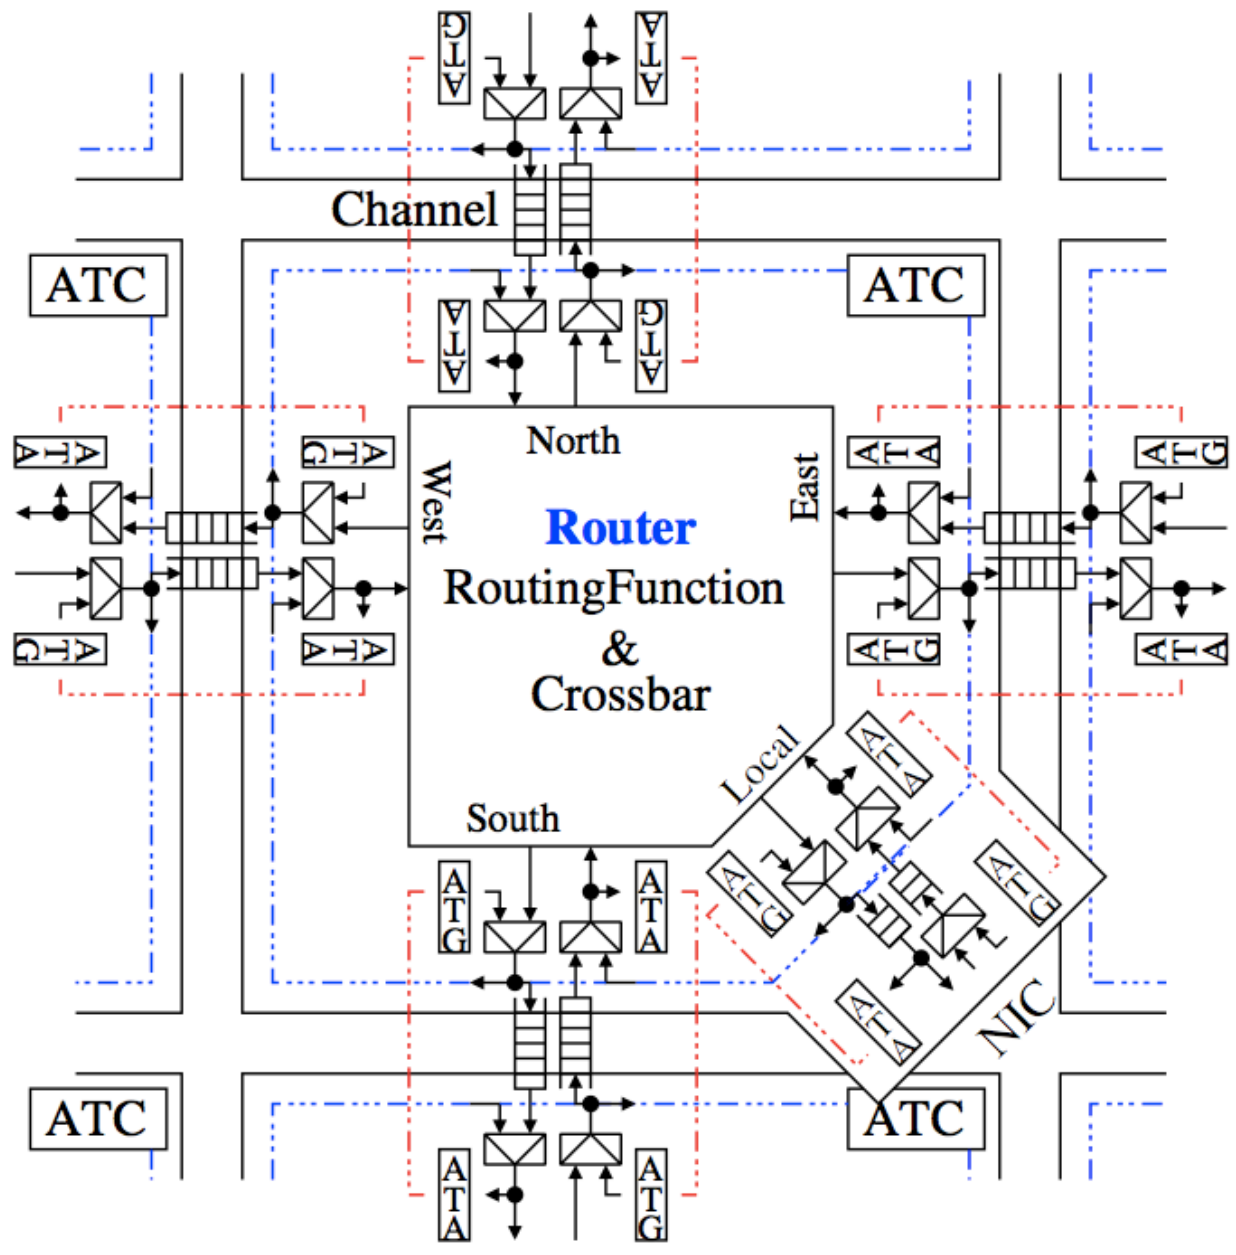 ATG
ATA
Channel
ATC
ATC
ATA
ATG
ATA
ATG
ATA
ATG
North
West
East
Router
RoutingFunction
&
Crossbar
ATG
ATA
ATG
ATA
Local
ATA
South
ATG
ATA
ATG
ATG
ATA
NIC
ATC
ATC
ATA
ATG